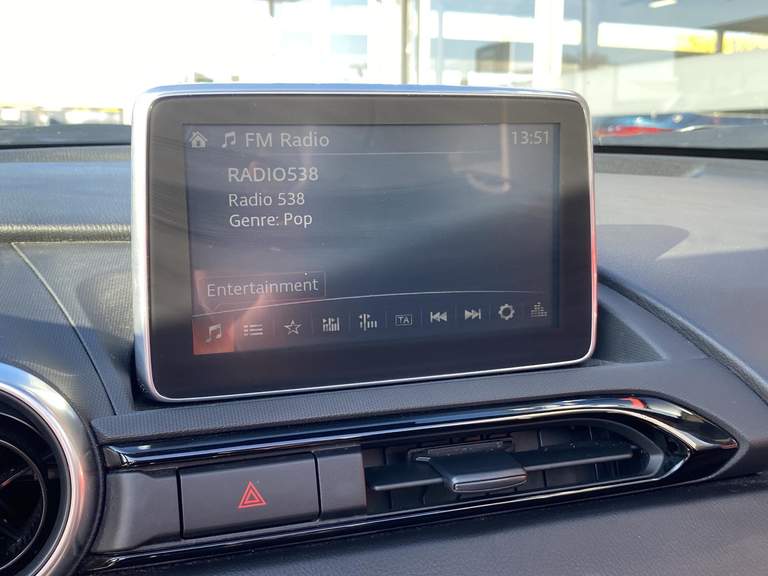 FM Radio 13:51
RADIO538
Radio 538
Genre: Pop
Entertainment
TA